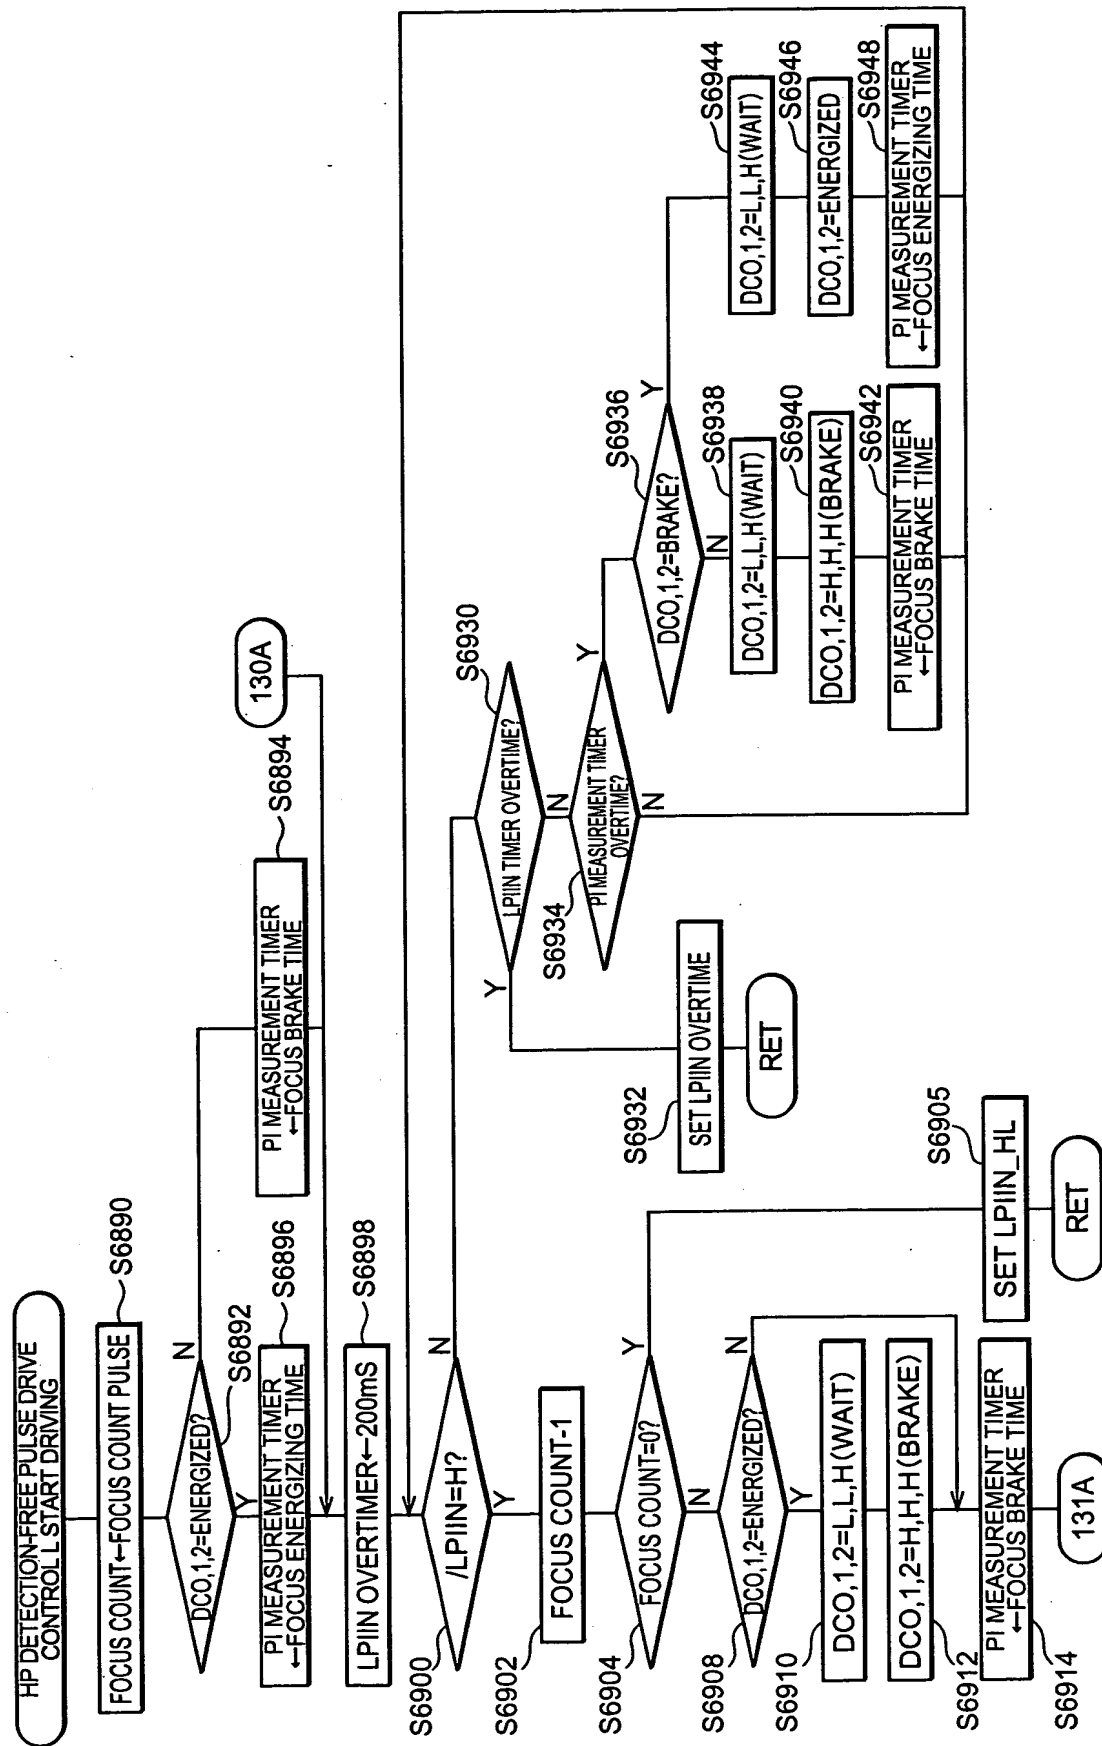 HP DETECTION-FREE PULSE DRIVE
CONTROLL START DRIVING
FOCUS COUNT←FOCUS COUNT PULSE
S6890
DCO,1,2=ENERGIZED?
S6892
N
Y
PI MEASUREMENT TIMER
←FOCUS BRAKE TIME
S6894
130A
PI MEASUREMENT TIMER
←FOCUS ENERGIZING TIME
S6896
LPIIN OVERTIMER←200mS
S6898
/LPIIN=H?
S6900
N
Y
FOCUS COUNT-1
S6902
FOCUS COUNT=0?
S6904
Y
N
SET LPIIN_HL
S6905
RET
DCO,1,2=ENERGIZED?
S6908
N
Y
DCO,1,2=L,L,H(WAIT)
S6910
DCO,1,2=H,H,H(BRAKE)
S6912
PI MEASUREMENT TIMER
←FOCUS BRAKE TIME
S6914
131A
LPIIN TIMER OVERTIME?
S6930
Y
N
SET LPIIN OVERTIME
S6932
RET
PI MEASUREMENT TIMER
OVERTIME?
S6934
Y
N
DCO,1,2=BRAKE?
S6936
Y
N
DCO,1,2=L,L,H(WAIT)
S6938
DCO,1,2=H,H,H(BRAKE)
S6940
PI MEASUREMENT TIMER
←FOCUS BRAKE TIME
S6942
DCO,1,2=L,L,H(WAIT)
S6944
DCO,1,2=ENERGIZED
S6946
PI MEASUREMENT TIMER
←FOCUS ENERGIZING TIME
S6948